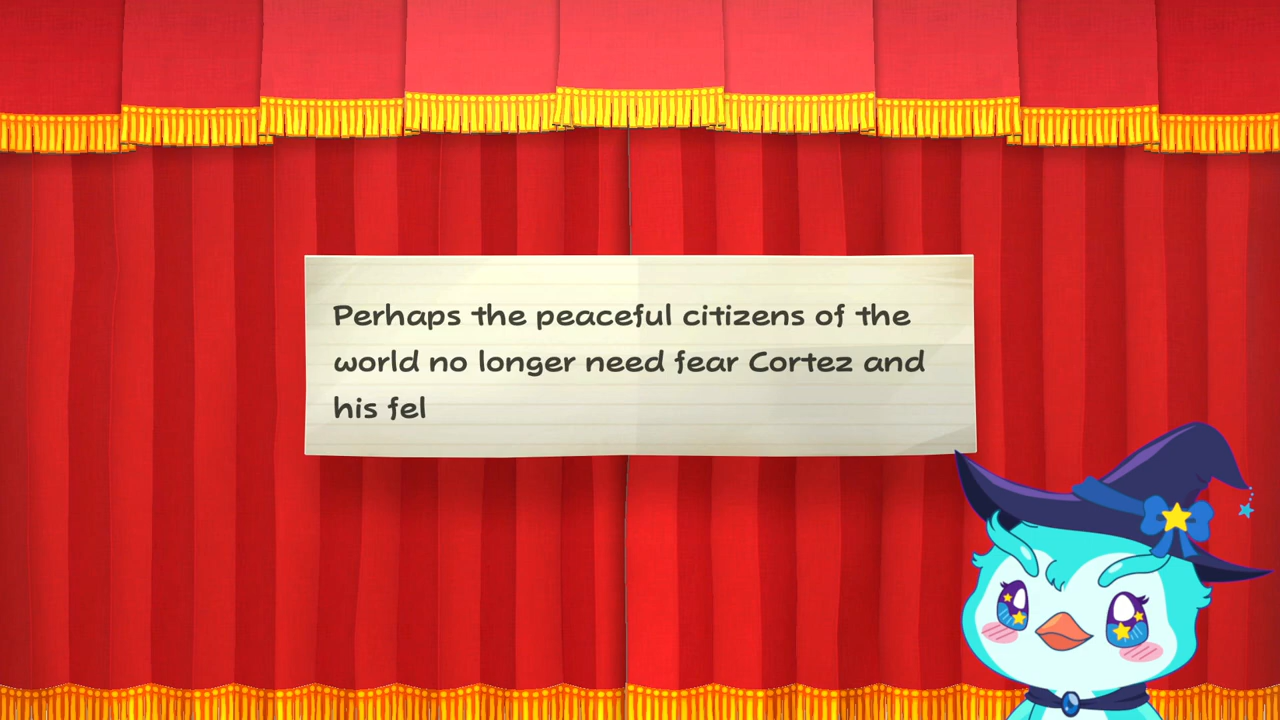 Perhaps the peaceful citizens of the
world no longer need fear Cortez and
his fel